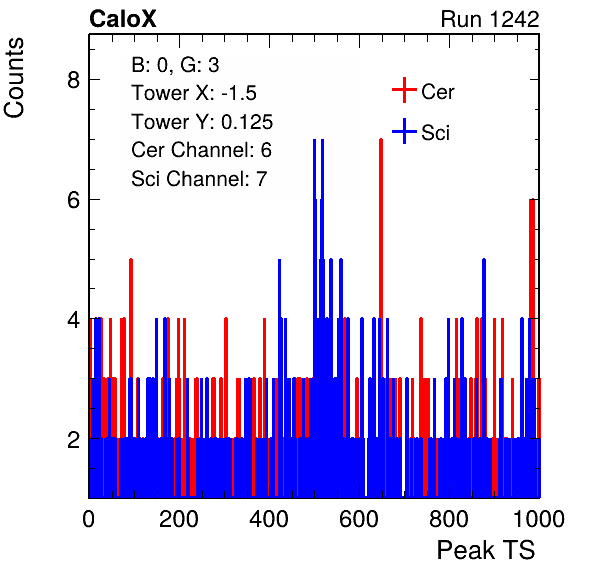 CaloX
Run 1242
Counts
B: 0, G: 3
Tower X: -1.5
Tower Y: 0.125
Cer Channel: 6
Sci Channel: 7
Cer
Sci
8
6
4
2
0 200 400 600 800 1000
Peak TS